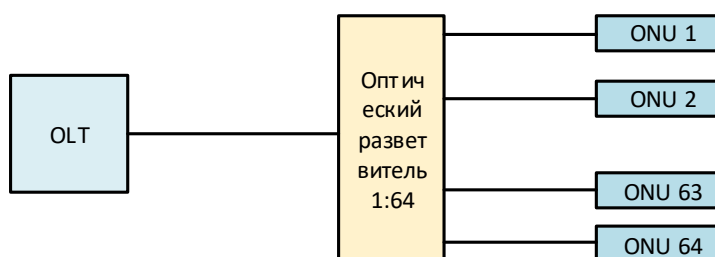 OLT
Оптич
еский
развет
витель
1:64
ONU 1
ONU 2
ONU 63
ONU 64